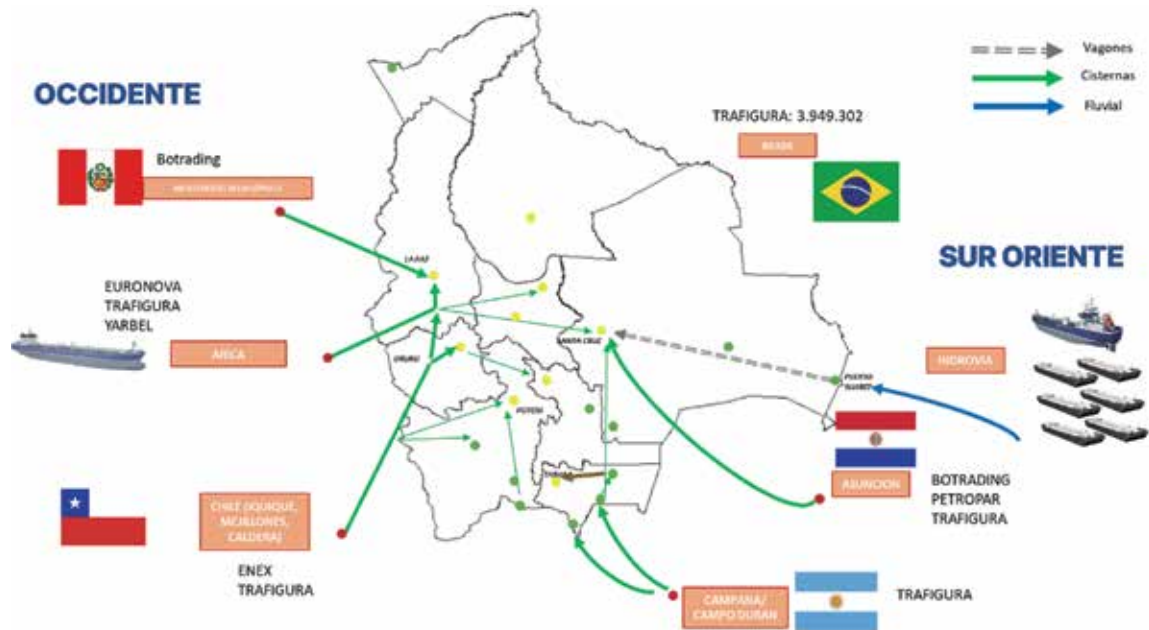 OCCIDENTE
Botrading
EURONOVA
TRAFIGURA
YARBEL
ARICA
CHILE (IQUIQUE,
MEJILLONES,
CALDERA)
ENEX
TRAFIGURA
LA PAZ
ORURO
POTOSI
SANTA CRUZ
PUERTO
SUAREZ
TRAFIGURA: 3.949.302
Vagones
Cisternas
Fluvial
SUR ORIENTE
HIDROVIA
ASUNCION
BOTRADING
PETROPAR
TRAFIGURA
CAMPANA/
CAMPO DURAN
TRAFIGURA